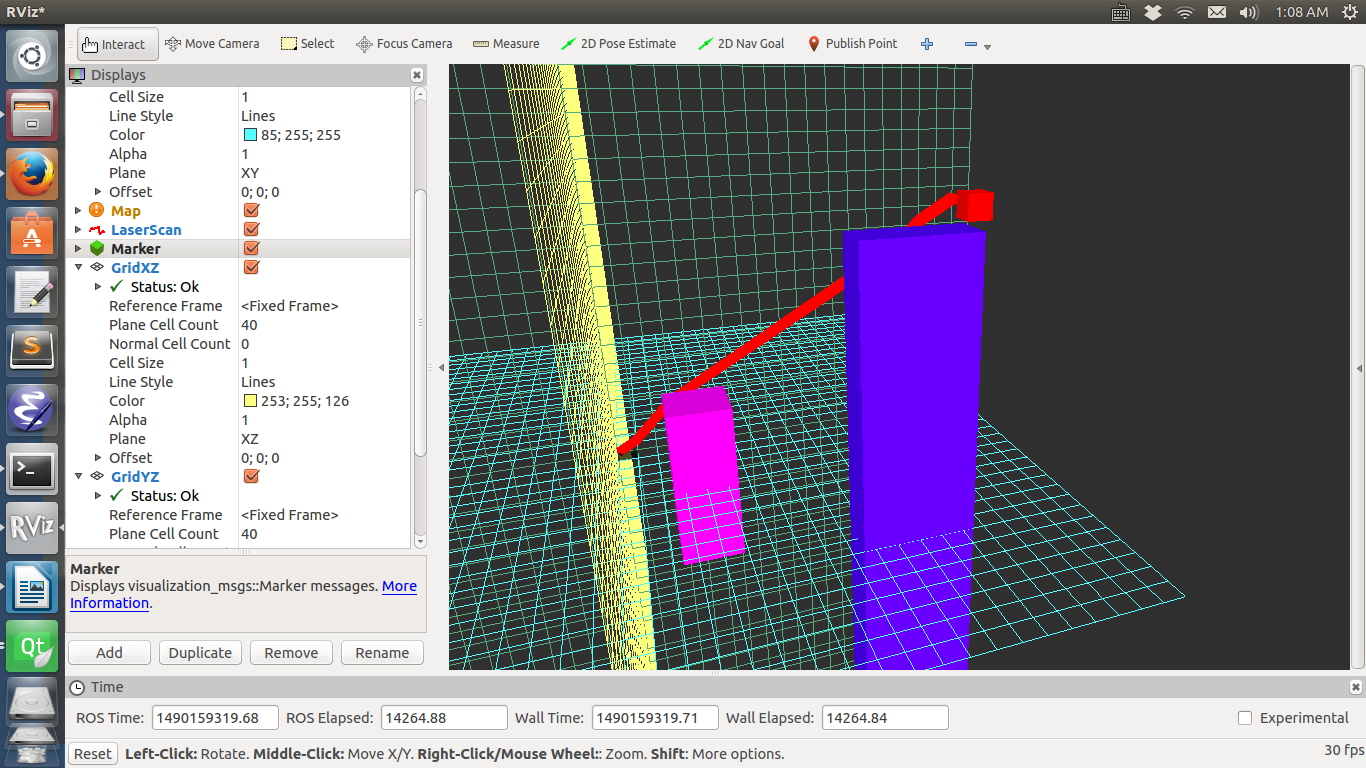 RViz*
1:08 AM
Interact
Move Camera
Select
Focus Camera
Measure
2D Pose Estimate
2D Nav Goal
Publish Point
Displays
Cell Size 1
Line Style Lines
Color 85; 255; 255
Alpha 1
Plane XY
Offset 0; 0; 0
Map
LaserScan
Marker
GridXZ
Status: Ok
Reference Frame <Fixed Frame>
Plane Cell Count 40
Normal Cell Count 0
Cell Size 1
Line Style Lines
Color 253; 255; 126
Alpha 1
Plane XZ
Offset 0; 0; 0
GridYZ
Status: Ok
Reference Frame <Fixed Frame>
Plane Cell Count 40
Marker
Displays visualization_msgs::Marker messages. More
Information.
Add
Duplicate
Remove
Rename
RViz
Qt
Time
ROS Time: 1490159319.68
ROS Elapsed: 14264.88
Wall Time: 1490159319.71
Wall Elapsed: 14264.84
Experimental
Reset
Left-Click: Rotate. Middle-Click: Move X/Y. Right-Click/Mouse Wheel:: Zoom. Shift: More options.
30 fps